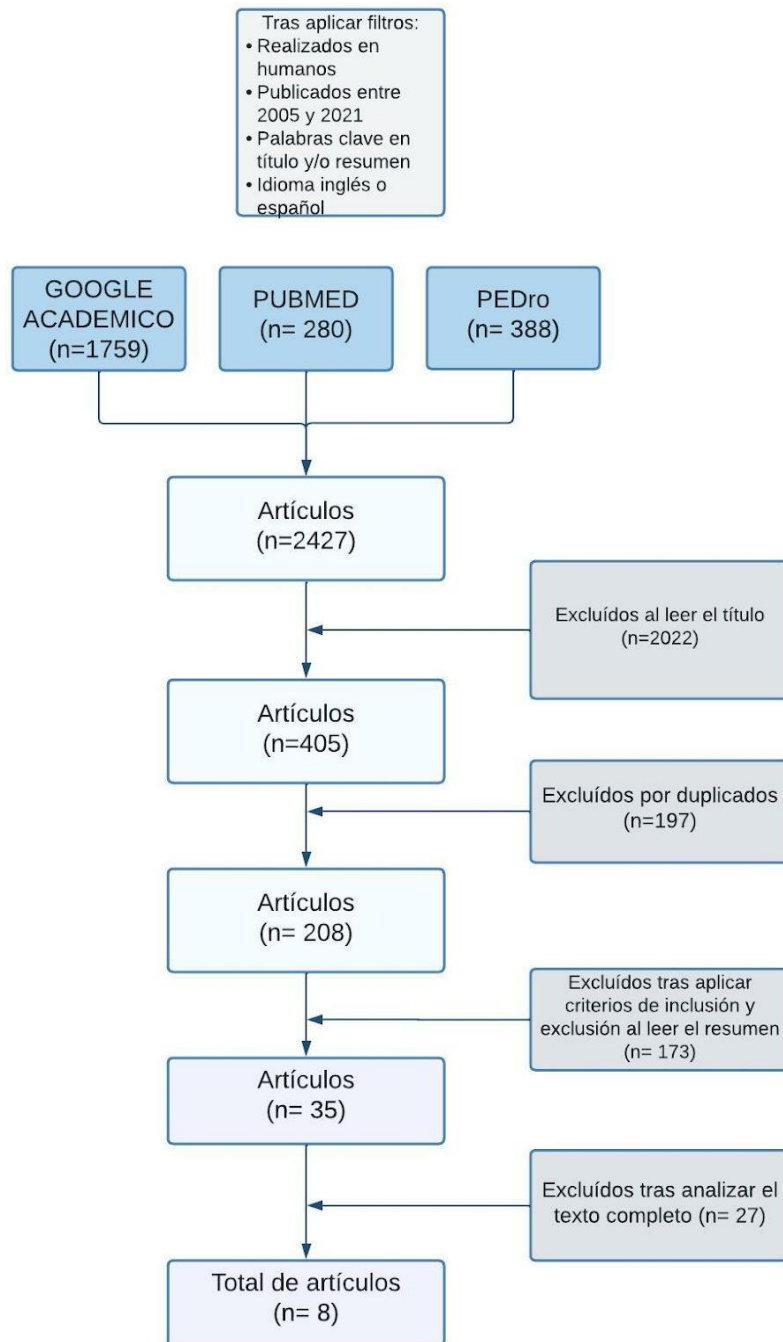 Tras aplicar filtros:
• Realizados en
humanos
• Publicados entre
2005 y 2021
• Palabras clave en
título y/o resumen
• Idioma inglés o
español
GOOGLE
ACADEMICO
(n=1759)
PUBMED
(n= 280)
PEDro
(n= 388)
Artículos
(n=2427)
Excluídos al leer el título
(n=2022)
Artículos
(n=405)
Excluídos por duplicados
(n=197)
Artículos
(n= 208)
Excluídos tras aplicar
criterios de inclusión y
exclusión al leer el resumen
(n= 173)
Artículos
(n= 35)
Excluídos tras analizar el
texto completo (n= 27)
Total de artículos
(n= 8)